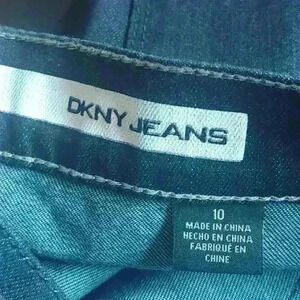 DKNY JEANS
10
MADE IN CHINA
HECHO EN CHINA
FABRIQUÉ EN
CHINE